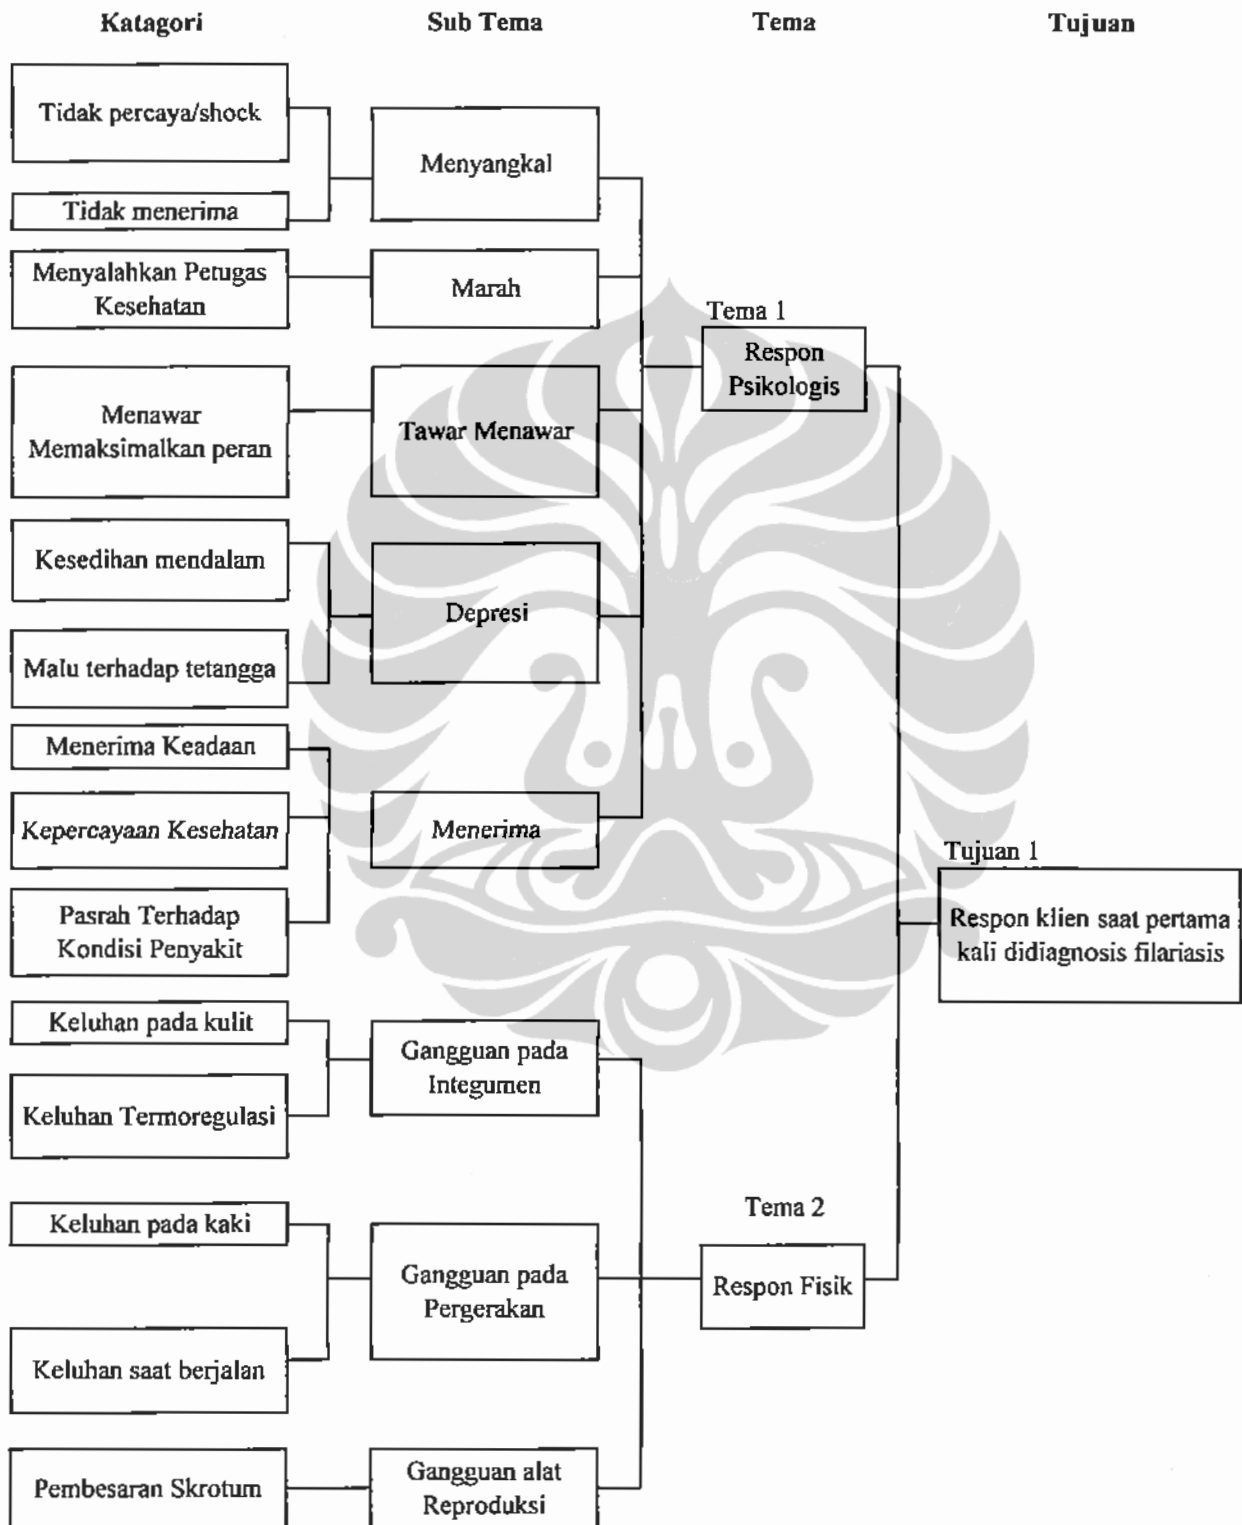 Katagori
Sub Tema
Tema
Tujuan
Tidak percaya/shock
Menyangkal
Tidak menerima
Menyalahkan Petugas
Kesehatan
Marah
Tema 1
Respon
Psikologis
Menawar
Memaksimalkan peran
Tawar Menawar
Kesedihan mendalam
Depresi
Malu terhadap tetangga
Menerima Keadaan
Kepercayaan Kesehatan
Menerima
Pasrah Terhadap
Kondisi Penyakit
Tujuan 1
Respon klien saat pertama
kali didiagnosis filariasis
Keluhan pada kulit
Gangguan pada
Integumen
Keluhan Termoregulasi
Keluhan pada kaki
Gangguan pada
Pergerakan
Tema 2
Respon Fisik
Keluhan saat berjalan
Pembesaran Skrotum
Gangguan alat
Reproduksi